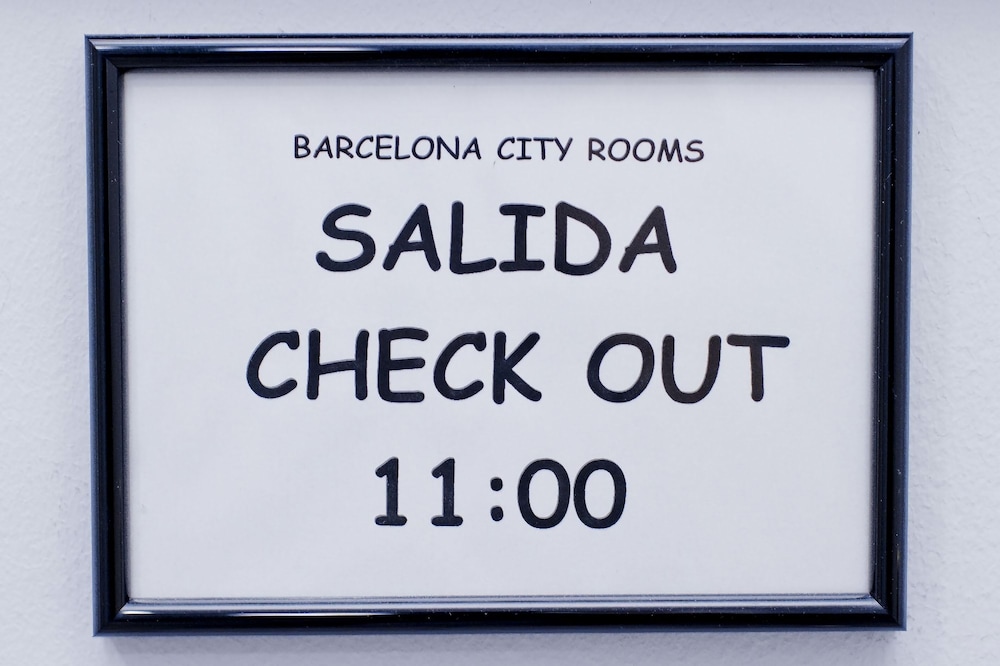 BARCELONA CITY ROOMS
SALIDA
CHECK OUT
11:00